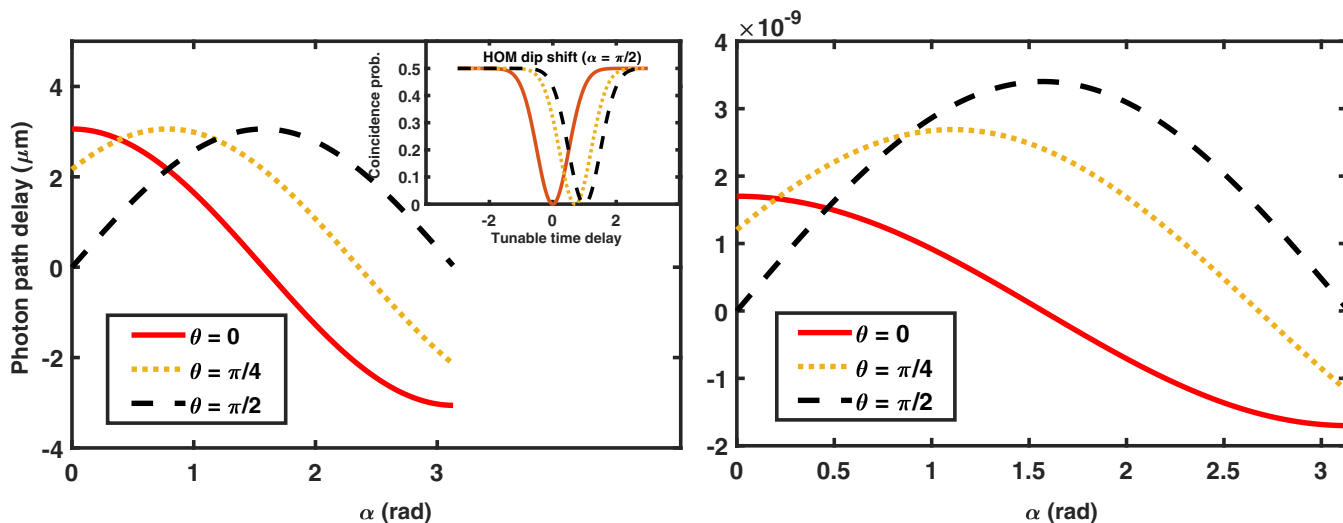 Photon path delay (μm)
4
2
0
-2
-4
0
1
2
3
α (rad)
θ = 0
θ = π/4
θ = π/2
HOM dip shift (α = π/2)
Coincidence prob.
0.5
0.4
0.3
0.2
0.1
0
-2
0
2
Tunable time delay
×10⁻⁹
4
3
2
1
0
-1
-2
0
0.5
1
1.5
2
2.5
3
α (rad)
θ = 0
θ = π/4
θ = π/2